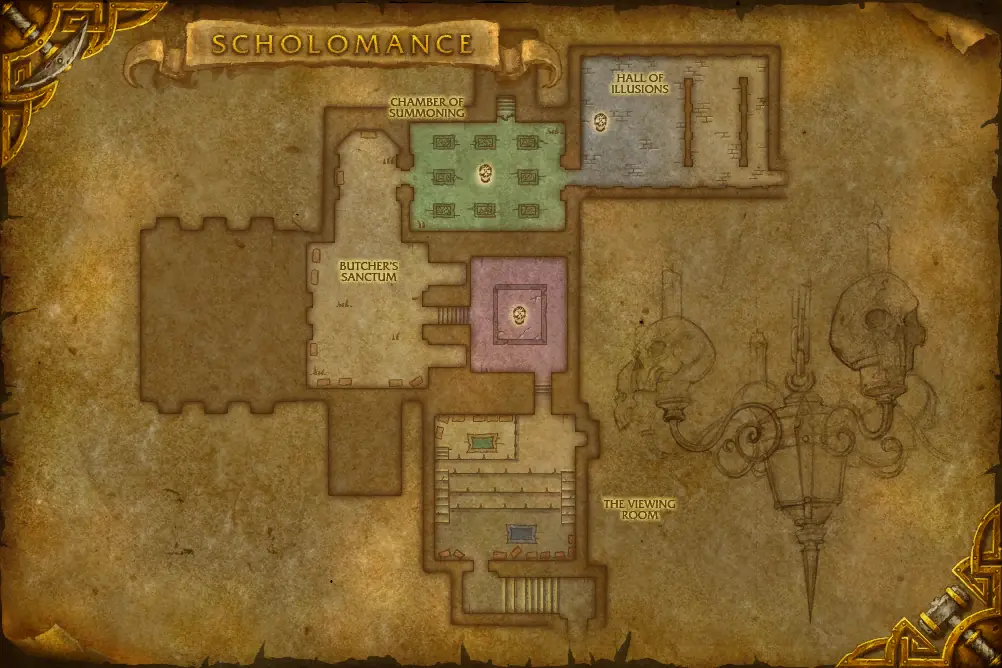 SCHOLOMANCE
HALL OF
ILLUSIONS
CHAMBER OF
SUMMONING
BUTCHER'S
SANCTUM
THE VIEWING
ROOM